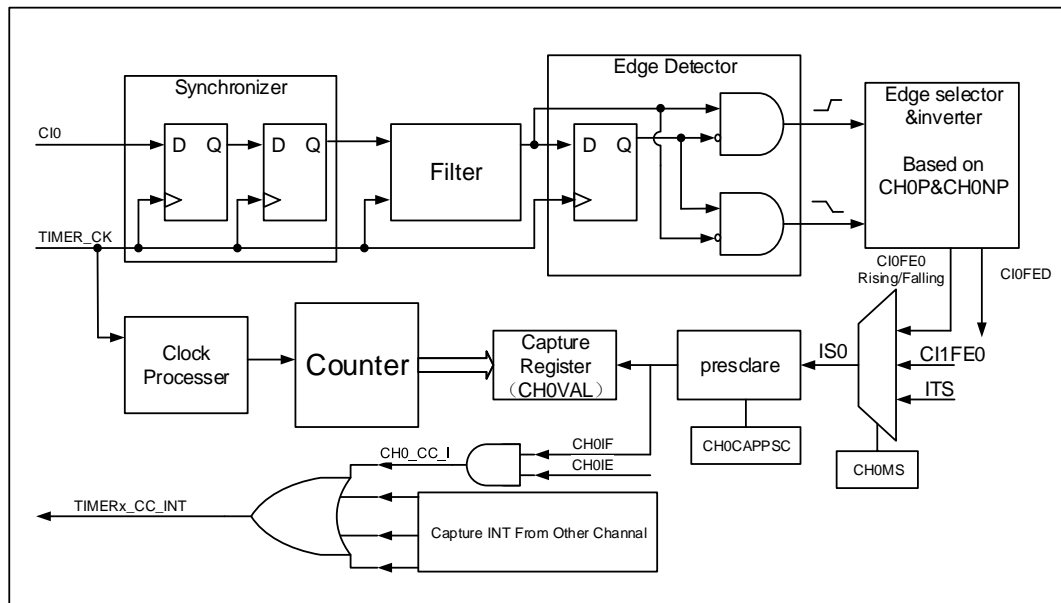 Edge Detector
Synchronizer
Edge selector
&inverter
Based on
CH0P&CH0NP
CI0
D Q
D Q
Filter
D Q
TIMER_CK
CI0FE0
Rising/Falling
CI0FED
Clock
Processer
Counter
Capture
Register
（CH0VAL）
presclare
IS0
CI1FE0
ITS
CH0CAPPSC
CH0MS
CH0_CC_I
CH0IF
CH0IE
TIMERx_CC_INT
Capture INT From Other Channel